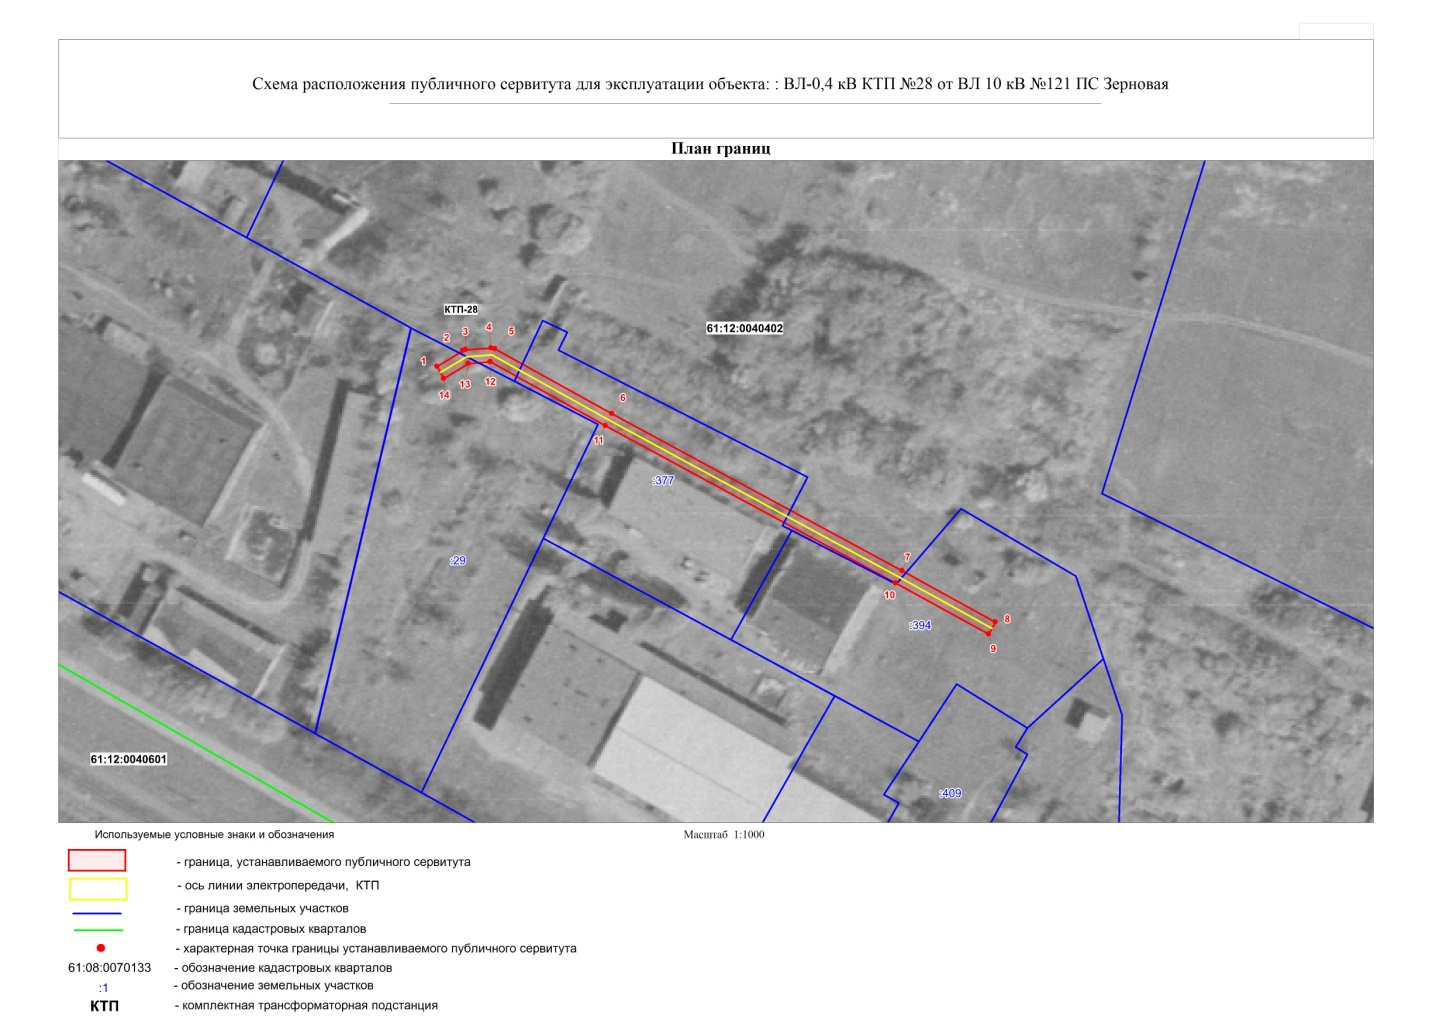 Схема расположения публичного сервитута для эксплуатации объекта: : ВЛ-0,4 кВ КТП №28 от ВЛ 10 кВ №121 ПС Зерновая
План границ
КТП-28
61:12:0040402
4
5
3
2
1
14
13
12
6
11
:377
:29
7
10
:394
8
9
61:12:0040601
:409
Используемые условные знаки и обозначения
Масштаб 1:1000
- граница, устанавливаемого публичного сервитута
- ось линии электропередачи, КТП
- граница земельных участков
- граница кадастровых кварталов
- характерная точка границы устанавливаемого публичного сервитута
61:08:0070133 - обозначение кадастровых кварталов
:1 - обозначение земельных участков
КТП - комплектная трансформаторная подстанция